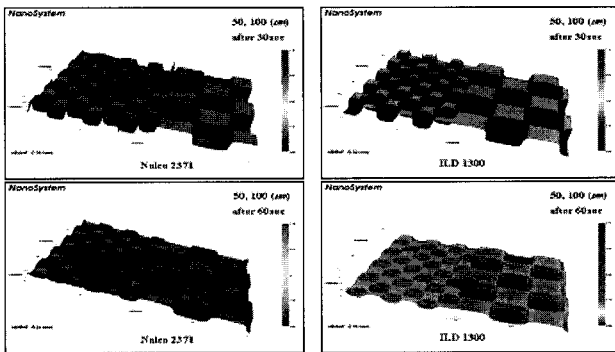 NanoSystem
50, 100 (㎛)
after 30sec
Nalco 2371
NanoSystem
50, 100 (㎛)
after 30sec
ILD 1300
NanoSystem
50, 100 (㎛)
after 60sec
Nalco 2371
NanoSystem
50, 100 (㎛)
after 60sec
ILD 1300